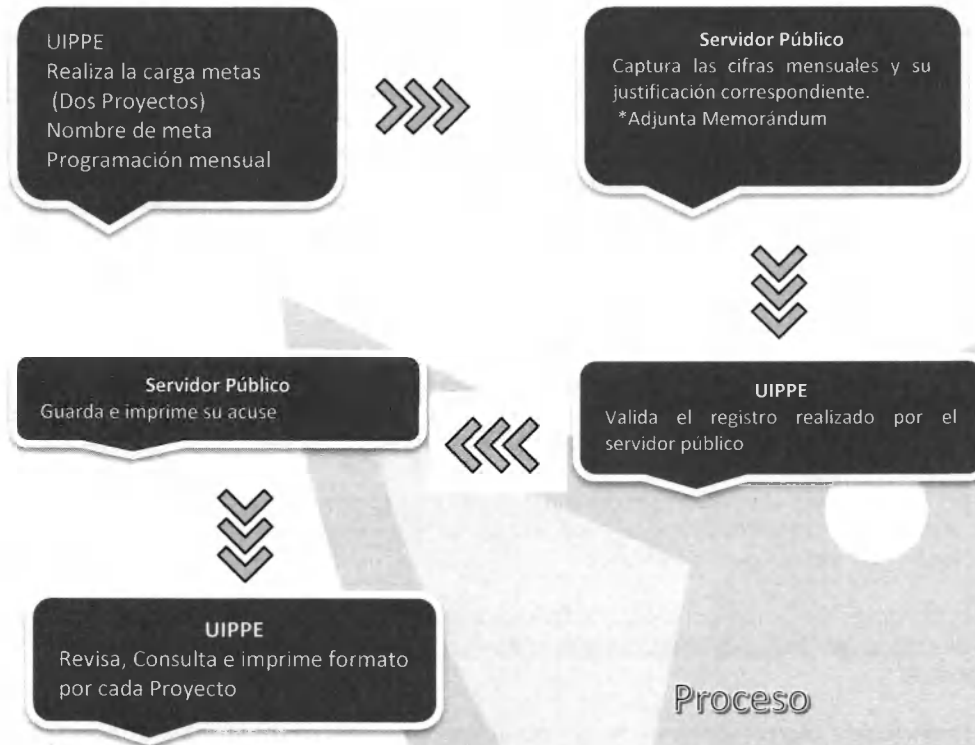 UIPPE
Realiza la carga metas
(Dos Proyectos)
Nombre de meta
Programación mensual
Servidor Público
Captura las cifras mensuales y su
justificación correspondiente.
*Adjunta Memorándum
UIPPE
Valida el registro realizado por el
servidor público
Servidor Público
Guarda e imprime su acuse
UIPPE
Revisa, Consulta e imprime formato
por cada Proyecto
Proceso